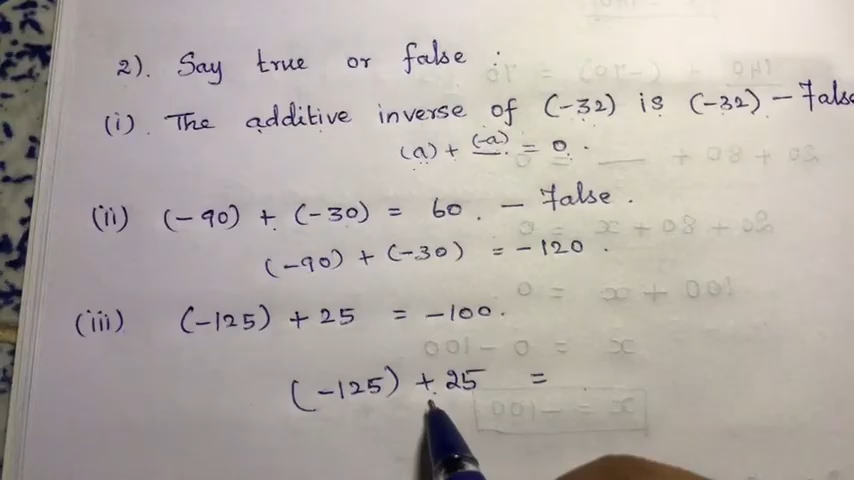 2). Say true or false :
(i). The additive inverse of (-32) is (-32) - False
(a) + (-a) = 0.
(ii) (-90) + (-30) = 60. - False.
(-90) + (-30) = -120.
(iii) (-125) + 25 = -100.
(-125) + 25 =